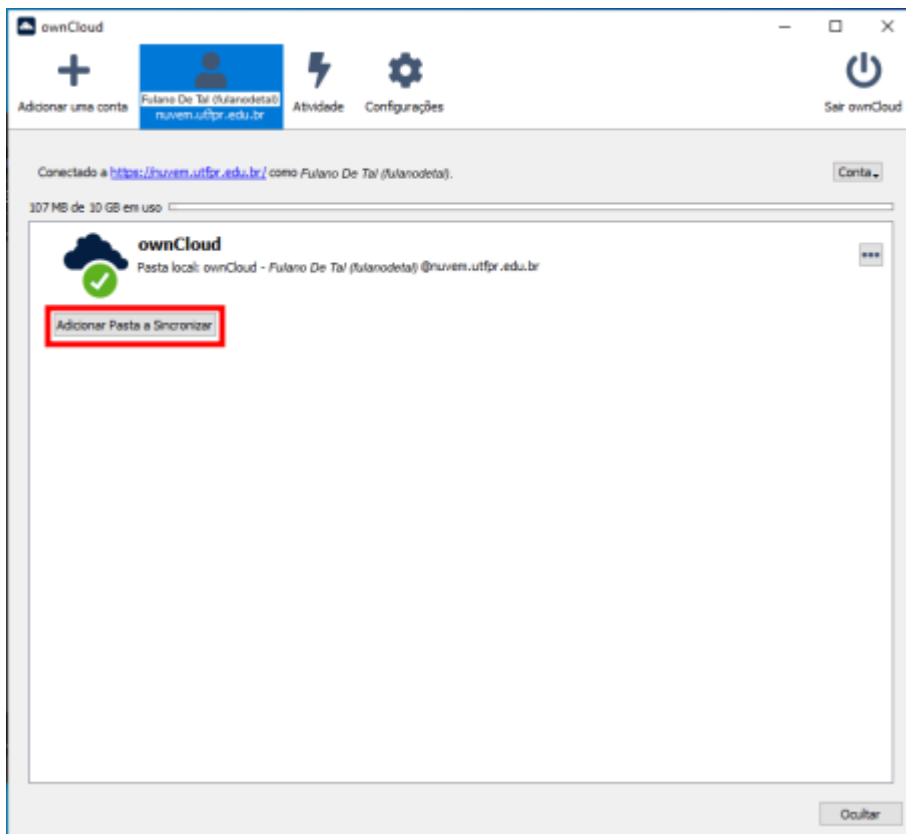 ownCloud
Adicionar uma conta
Fulano De Tal (fulanodetal)
nuvem.utfpr.edu.br
Atividade
Configurações
Sair ownCloud
Conectado a https://nuvem.utfpr.edu.br/ como Fulano De Tal (fulanodetal).
Conta
107 MB de 10 GB em uso
ownCloud
Pasta local: ownCloud - Fulano De Tal (fulanodetal) @nuvem.utfpr.edu.br
Adicionar Pasta a Sincronizar
Ocultar